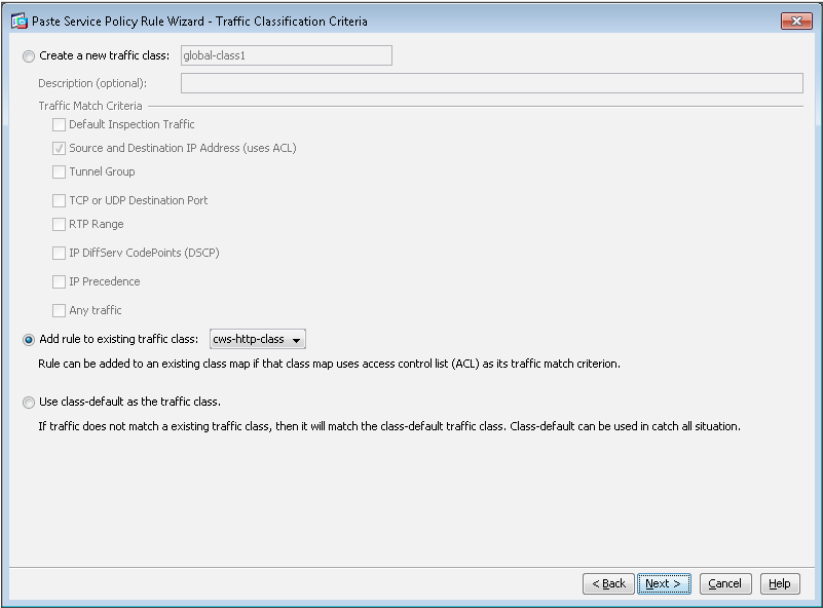 Paste Service Policy Rule Wizard - Traffic Classification Criteria
Create a new traffic class: global-class1
Description (optional):
Traffic Match Criteria
Default Inspection Traffic
Source and Destination IP Address (uses ACL)
Tunnel Group
TCP or UDP Destination Port
RTP Range
IP DiffServ CodePoints (DSCP)
IP Precedence
Any traffic
Add rule to existing traffic class: cws-http-class
Rule can be added to an existing class map if that class map uses access control list (ACL) as its traffic match criterion.
Use class-default as the traffic class.
If traffic does not match a existing traffic class, then it will match the class-default traffic class. Class-default can be used in catch all situation.
< Back Next > Cancel Help